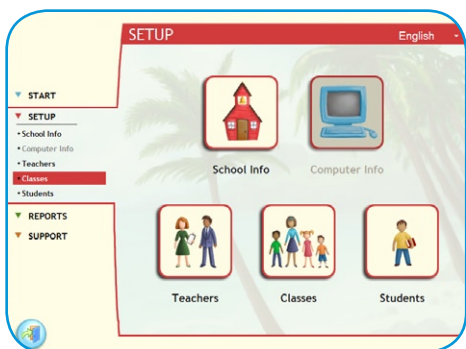 SETUP
English
START
SETUP
• School Info
• Computer Info
• Teachers
• Classes
• Students
REPORTS
SUPPORT
School Info
Computer Info
Teachers
Classes
Students